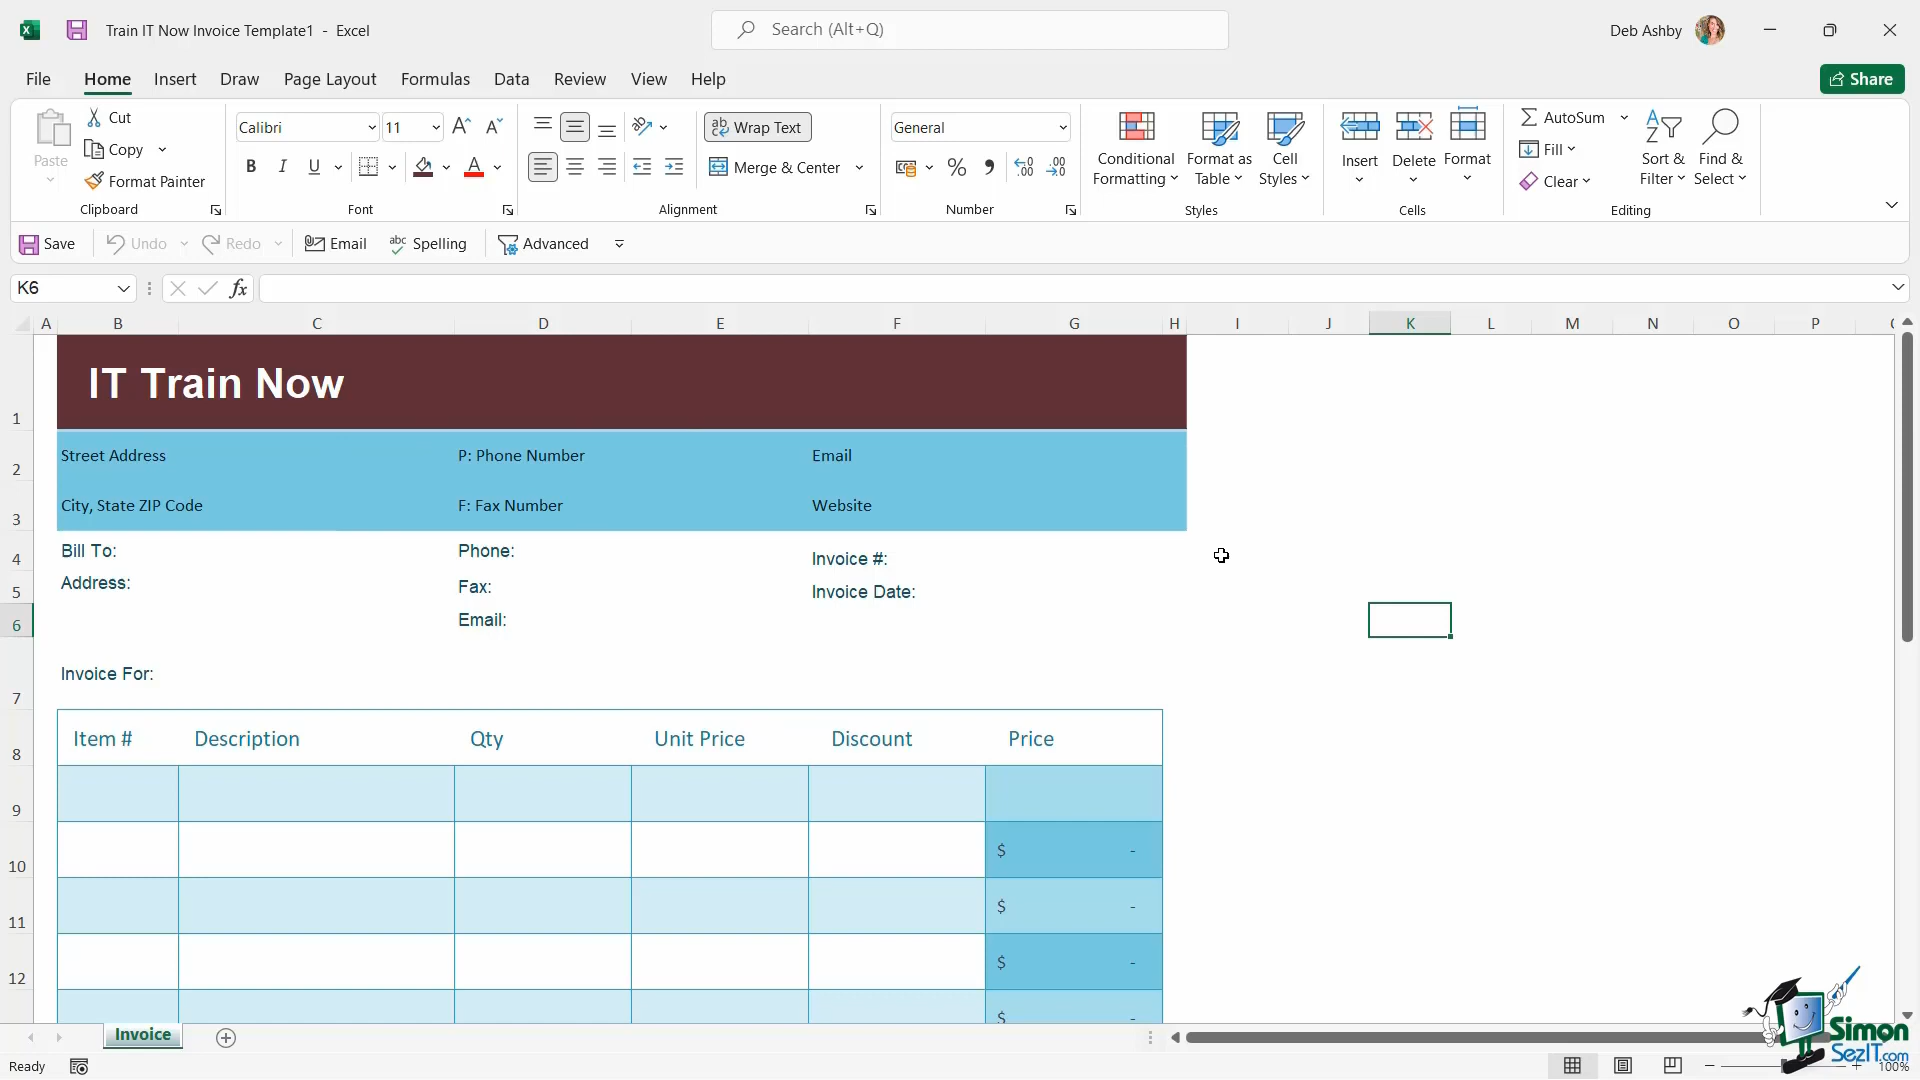 Train IT Now Invoice Template1 - Excel
Search (Alt+Q)
Deb Ashby
File Home Insert Draw Page Layout Formulas Data Review View Help
Share
Paste
Cut
Copy
Format Painter
Clipboard
Calibri 11
B I U
Font
Wrap Text
Merge & Center
Alignment
General
Number
Conditional Formatting
Format as Table
Cell Styles
Styles
Insert
Delete
Format
Cells
AutoSum
Fill
Clear
Sort & Filter
Find & Select
Editing
Save Undo Redo Email Spelling Advanced
K6
fx
A B C D E F G H I J K L M N O P
1 IT Train Now
2 Street Address P: Phone Number Email
3 City, State ZIP Code F: Fax Number Website
4 Bill To: Phone: Invoice #:
5 Address: Fax: Invoice Date:
6 Email:
7 Invoice For:
8 Item # Description Qty Unit Price Discount Price
9
10 $ -
11 $ -
12 $ -
$ -
Invoice
Ready
100%
Simon
SezIT.com